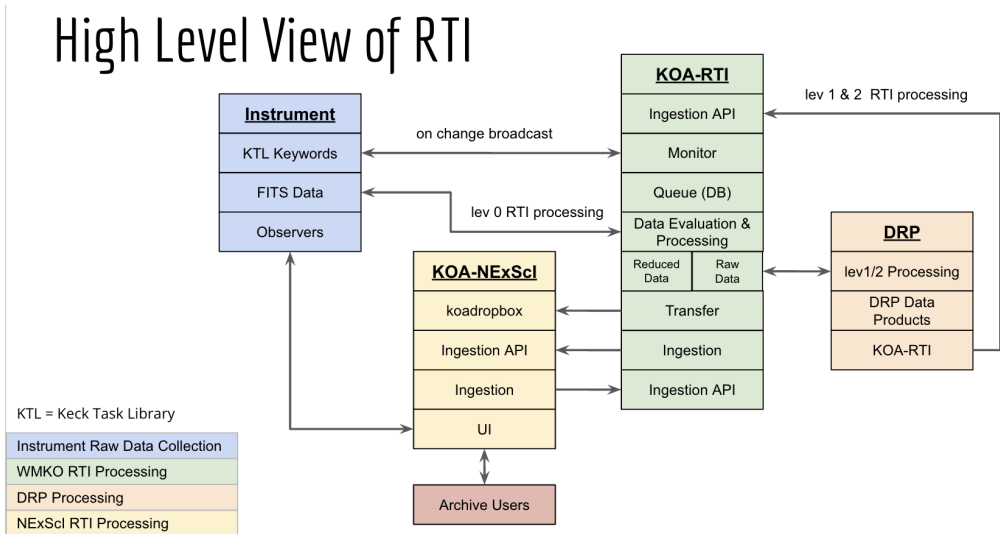 High Level View of RTI
Instrument
KTL Keywords
FITS Data
Observers
on change broadcast
lev 0 RTI processing
KOA-NExScI
koadropbox
Ingestion API
Ingestion
UI
Archive Users
KOA-RTI
Ingestion API
Monitor
Queue (DB)
Data Evaluation &
Processing
Reduced
Data
Raw
Data
Transfer
Ingestion
Ingestion API
lev 1 & 2 RTI processing
DRP
lev1/2 Processing
DRP Data
Products
KOA-RTI
KTL = Keck Task Library
Instrument Raw Data Collection
WMKO RTI Processing
DRP Processing
NExScI RTI Processing